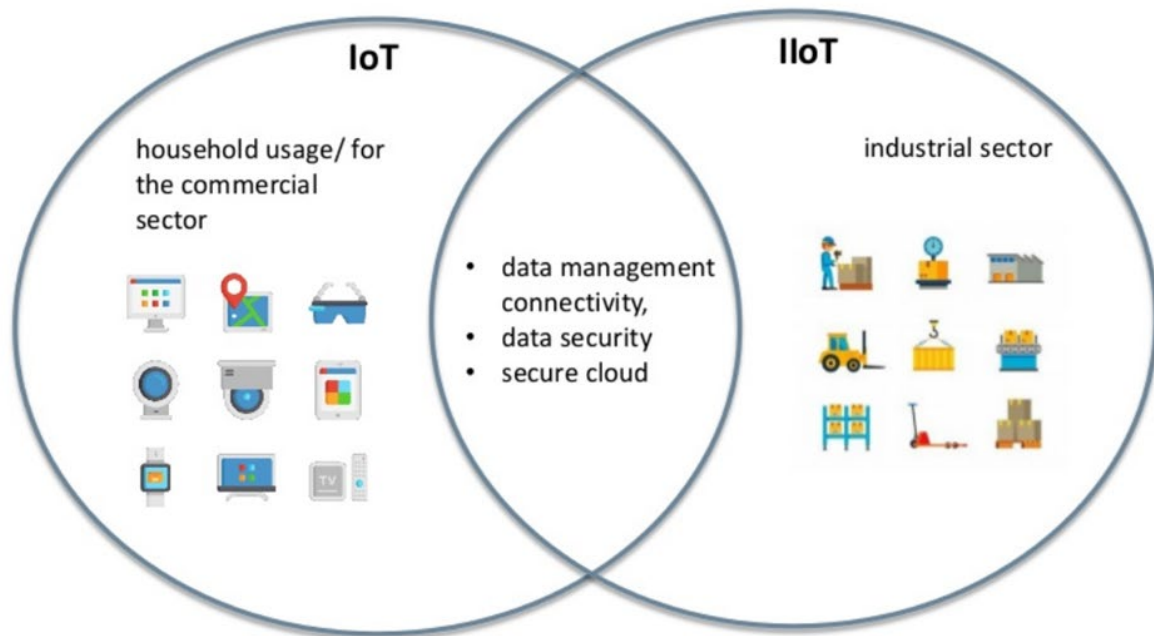 IoT
IIoT
household usage/ for
the commercial
sector
industrial sector
• data management
connectivity,
• data security
• secure cloud
TV